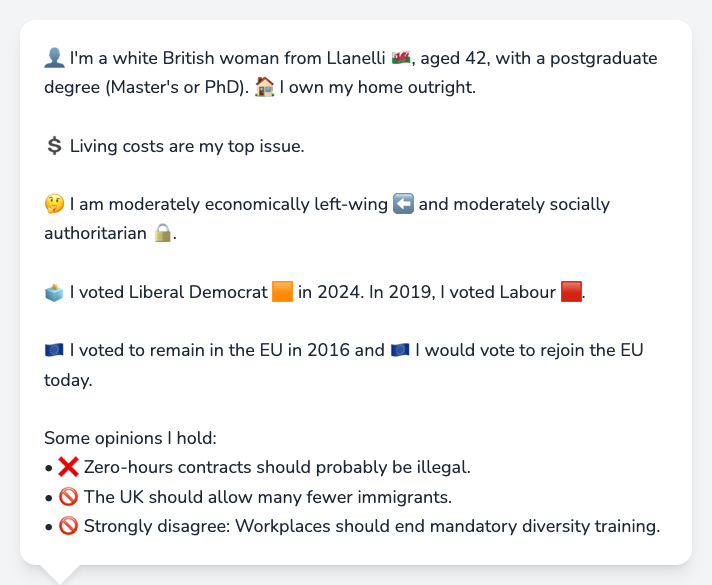 👤 I'm a white British woman from Llanelli 🏴󠁧󠁢󠁷󠁬󠁳󠁿, aged 42, with a postgraduate
degree (Master's or PhD). 🏠 I own my home outright.
💲 Living costs are my top issue.
🤔 I am moderately economically left-wing ⬅️ and moderately socially
authoritarian 🔒.
🗳️ I voted Liberal Democrat 🟧 in 2024. In 2019, I voted Labour 🟥.
🇪🇺 I voted to remain in the EU in 2016 and 🇪🇺 I would vote to rejoin the EU
today.
Some opinions I hold:
• ❌ Zero-hours contracts should probably be illegal.
• 🚫 The UK should allow many fewer immigrants.
• 🚫 Strongly disagree: Workplaces should end mandatory diversity training.